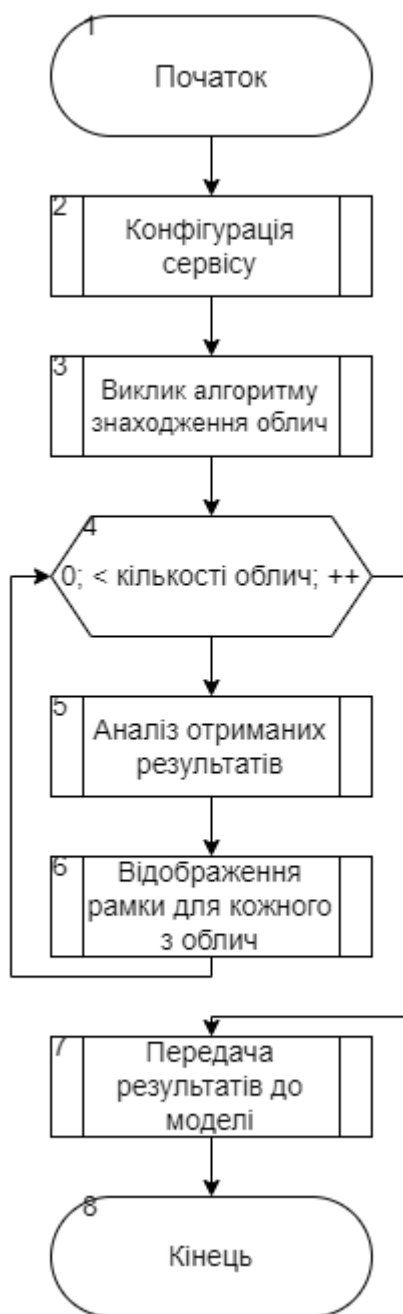 1
Початок
2
Конфігурація
сервісу
3
Виклик алгоритму
знаходження облич
4
0; < кількості облич; ++
5
Аналіз отриманих
результатів
6
Відображення
рамки для кожного
з облич
7
Передача
результатів до
моделі
8
Кінець